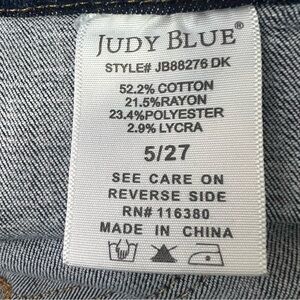 JUDY BLUE®
STYLE# JB88276 DK
52.2% COTTON
21.5%RAYON
23.4%POLYESTER
2.9% LYCRA
5/27
SEE CARE ON
REVERSE SIDE
RN# 116380
MADE IN CHINA